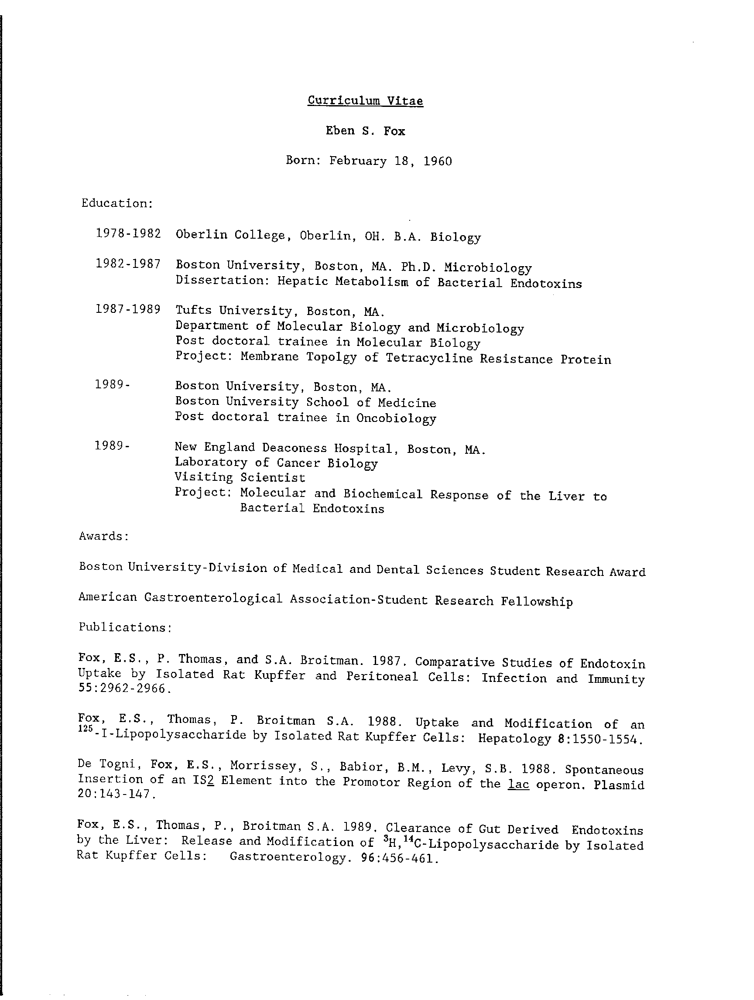 Curriculum Vitae
Eben S. Fox
Born: February 18, 1960
Education:
1978-1982 Oberlin College, Oberlin, OH. B.A. Biology
1982-1987 Boston University, Boston, MA. Ph.D. Microbiology
Dissertation: Hepatic Metabolism of Bacterial Endotoxins
1987-1989 Tufts University, Boston, MA.
Department of Molecular Biology and Microbiology
Post doctoral trainee in Molecular Biology
Project: Membrane Topolgy of Tetracycline Resistance Protein
1989- Boston University, Boston, MA.
Boston University School of Medicine
Post doctoral trainee in Oncobiology
1989- New England Deaconess Hospital, Boston, MA.
Laboratory of Cancer Biology
Visiting Scientist
Project: Molecular and Biochemical Response of the Liver to
Bacterial Endotoxins
Awards:
Boston University-Division of Medical and Dental Sciences Student Research Award
American Gastroenterological Association-Student Research Fellowship
Publications:
Fox, E.S., P. Thomas, and S.A. Broitman. 1987. Comparative Studies of Endotoxin
Uptake by Isolated Rat Kupffer and Peritoneal Cells: Infection and Immunity
55:2962-2966.
Fox, E.S., Thomas, P. Broitman S.A. 1988. Uptake and Modification of an
¹²⁵-I-Lipopolysaccharide by Isolated Rat Kupffer Cells: Hepatology 8:1550-1554.
De Togni, Fox, E.S., Morrissey, S., Babior, B.M., Levy, S.B. 1988. Spontaneous
Insertion of an IS2 Element into the Promotor Region of the lac operon. Plasmid
20:143-147.
Fox, E.S., Thomas, P., Broitman S.A. 1989. Clearance of Gut Derived Endotoxins
by the Liver: Release and Modification of ³H,¹⁴C-Lipopolysaccharide by Isolated
Rat Kupffer Cells: Gastroenterology. 96:456-461.